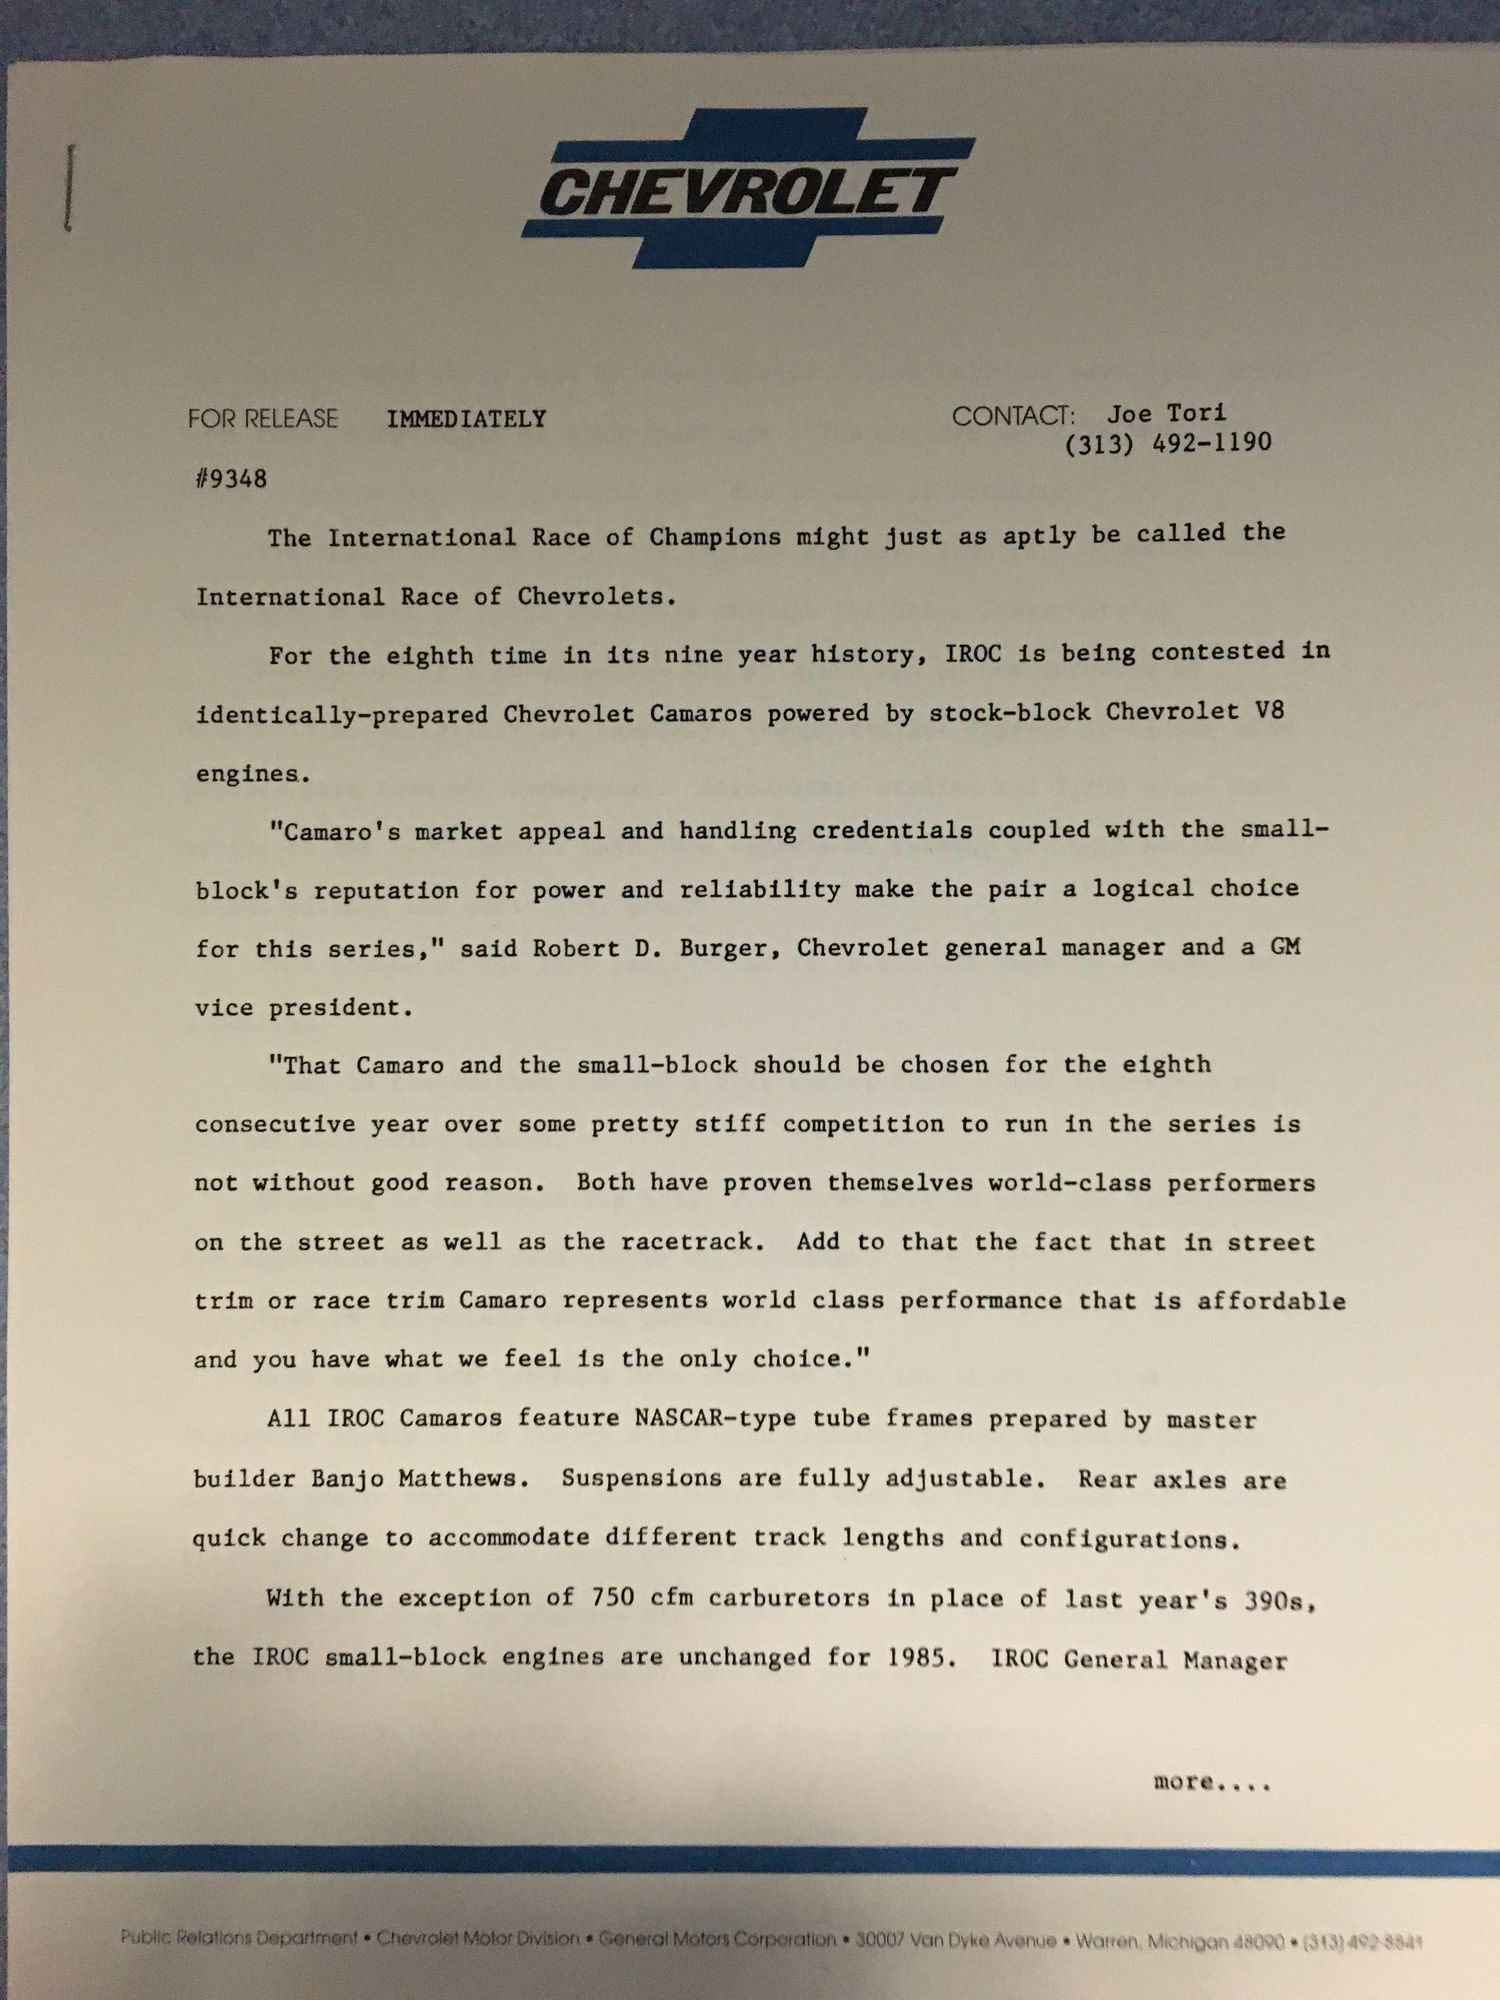 CHEVROLET
FOR RELEASE IMMEDIATELY CONTACT: Joe Tori
(313) 492-1190
#9348
The International Race of Champions might just as aptly be called the
International Race of Chevrolets.
For the eighth time in its nine year history, IROC is being contested in
identically-prepared Chevrolet Camaros powered by stock-block Chevrolet V8
engines.
"Camaro's market appeal and handling credentials coupled with the small-
block's reputation for power and reliability make the pair a logical choice
for this series," said Robert D. Burger, Chevrolet general manager and a GM
vice president.
"That Camaro and the small-block should be chosen for the eighth
consecutive year over some pretty stiff competition to run in the series is
not without good reason. Both have proven themselves world-class performers
on the street as well as the racetrack. Add to that the fact that in street
trim or race trim Camaro represents world class performance that is affordable
and you have what we feel is the only choice."
All IROC Camaros feature NASCAR-type tube frames prepared by master
builder Banjo Matthews. Suspensions are fully adjustable. Rear axles are
quick change to accommodate different track lengths and configurations.
With the exception of 750 cfm carburetors in place of last year's 390s,
the IROC small-block engines are unchanged for 1985. IROC General Manager
more....
Public Relations Department • Chevrolet Motor Division • General Motors Corporation • 30007 Van Dyke Avenue • Warren, Michigan 48090 • (313) 492-8841